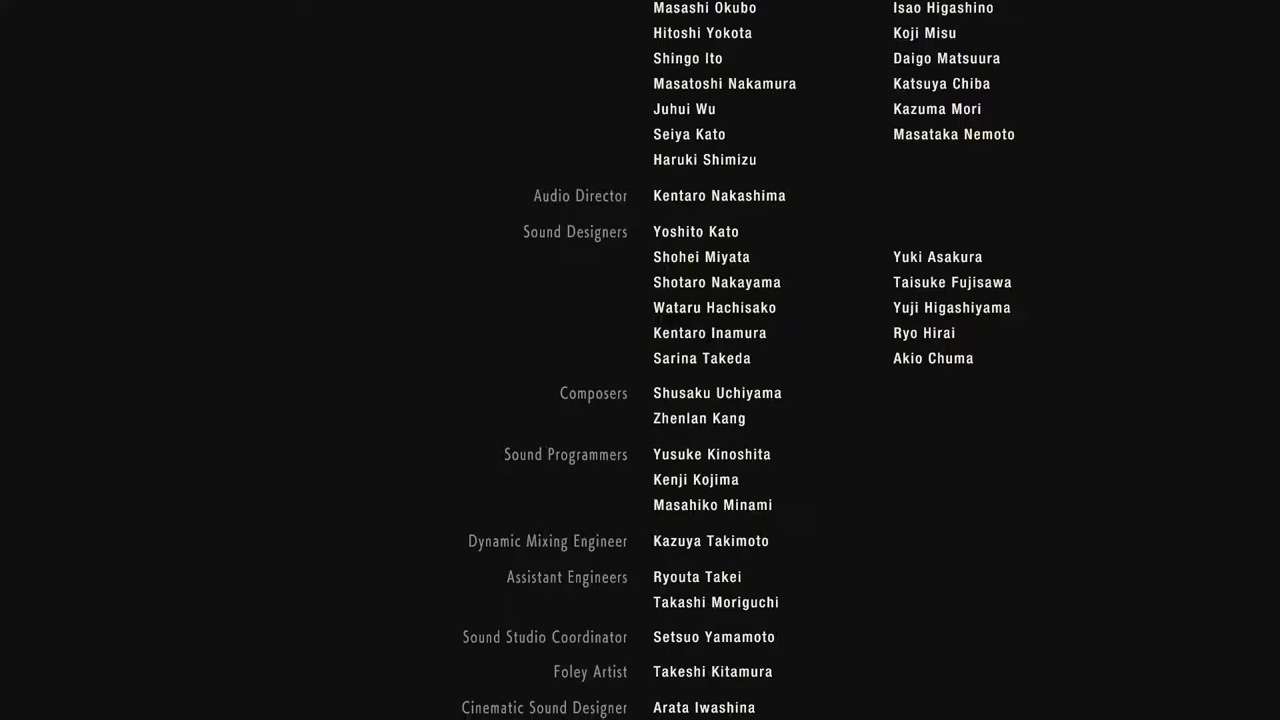 Masashi Okubo Isao Higashino
Hitoshi Yokota Koji Misu
Shingo Ito Daigo Matsuura
Masatoshi Nakamura Katsuya Chiba
Juhui Wu Kazuma Mori
Seiya Kato Masataka Nemoto
Haruki Shimizu
Audio Director Kentaro Nakashima
Sound Designers Yoshito Kato
Shohei Miyata Yuki Asakura
Shotaro Nakayama Taisuke Fujisawa
Wataru Hachisako Yuji Higashiyama
Kentaro Inamura Ryo Hirai
Sarina Takeda Akio Chuma
Composers Shusaku Uchiyama
Zhenlan Kang
Sound Programmers Yusuke Kinoshita
Kenji Kojima
Masahiko Minami
Dynamic Mixing Engineer Kazuya Takimoto
Assistant Engineers Ryouta Takei
Takashi Moriguchi
Sound Studio Coordinator Setsuo Yamamoto
Foley Artist Takeshi Kitamura
Cinematic Sound Designer Arata Iwashina